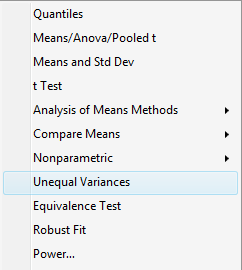 Quantiles
Means/Anova/Pooled t
Means and Std Dev
t Test
Analysis of Means Methods
Compare Means
Nonparametric
Unequal Variances
Equivalence Test
Robust Fit
Power...